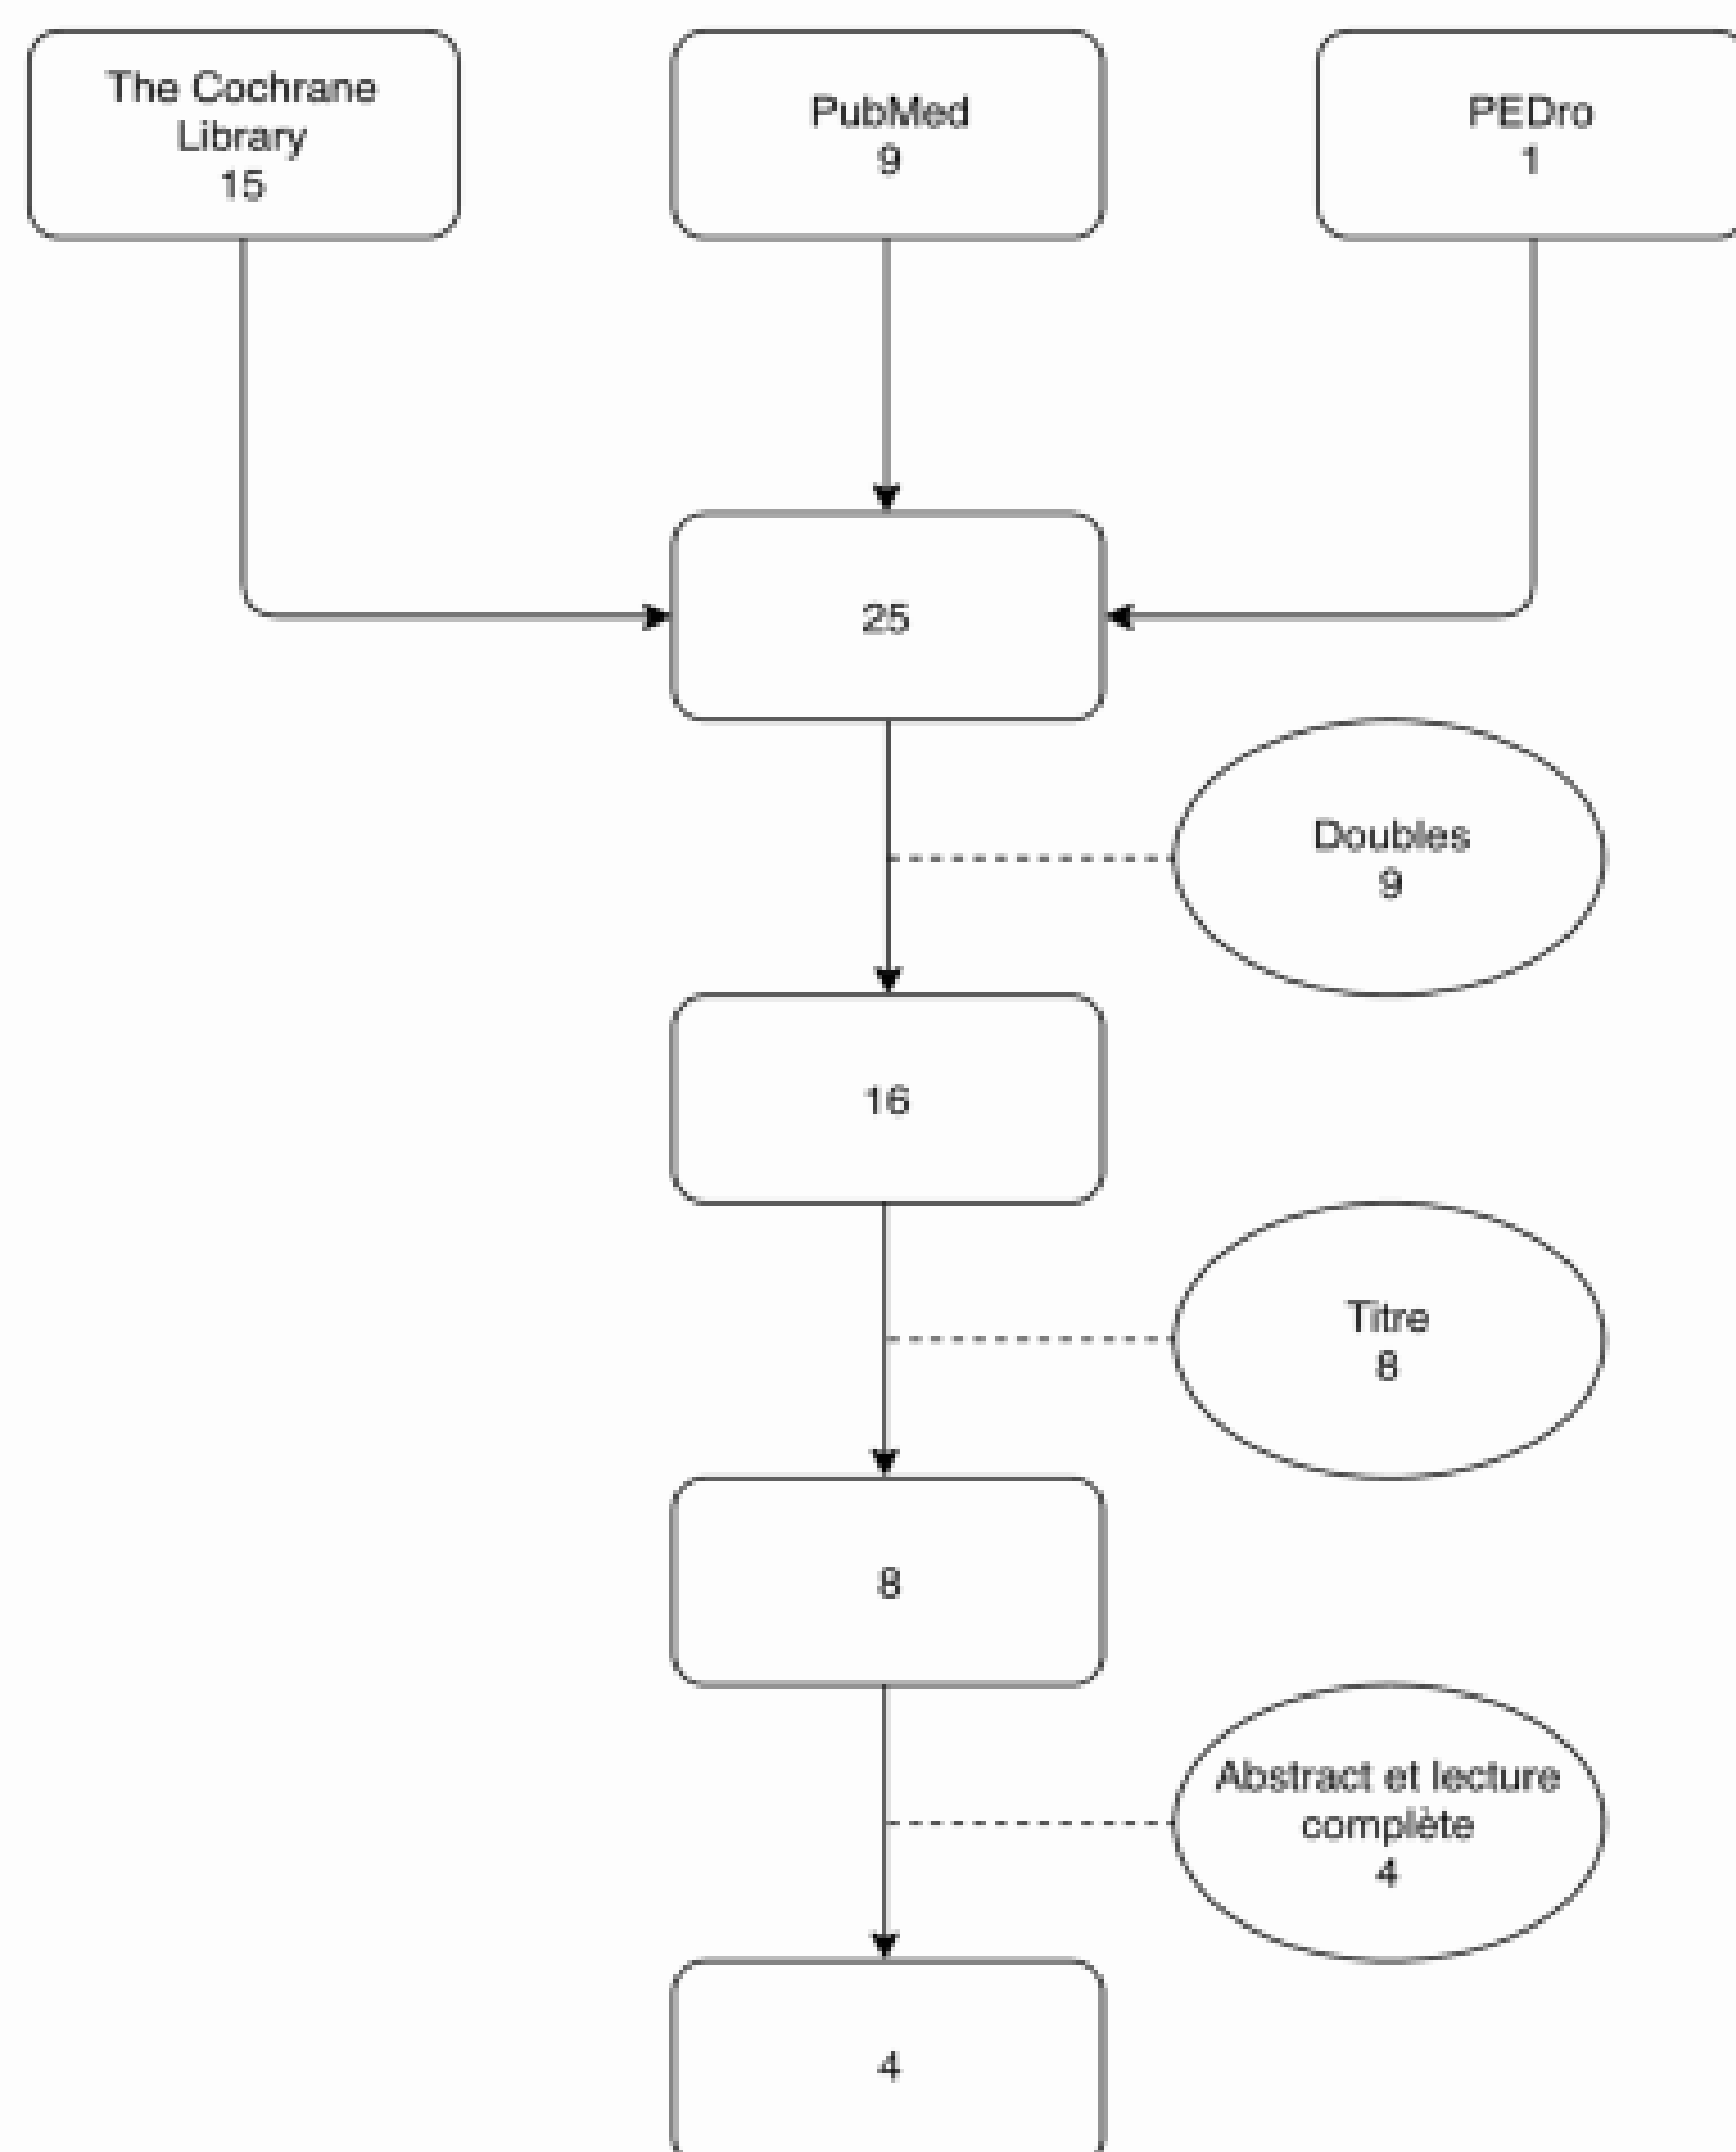 The Cochrane
Library
15
PubMed
9
PEDro
1
25
Doubles
9
16
Titre
8
8
Abstract et lecture
complète
4
4